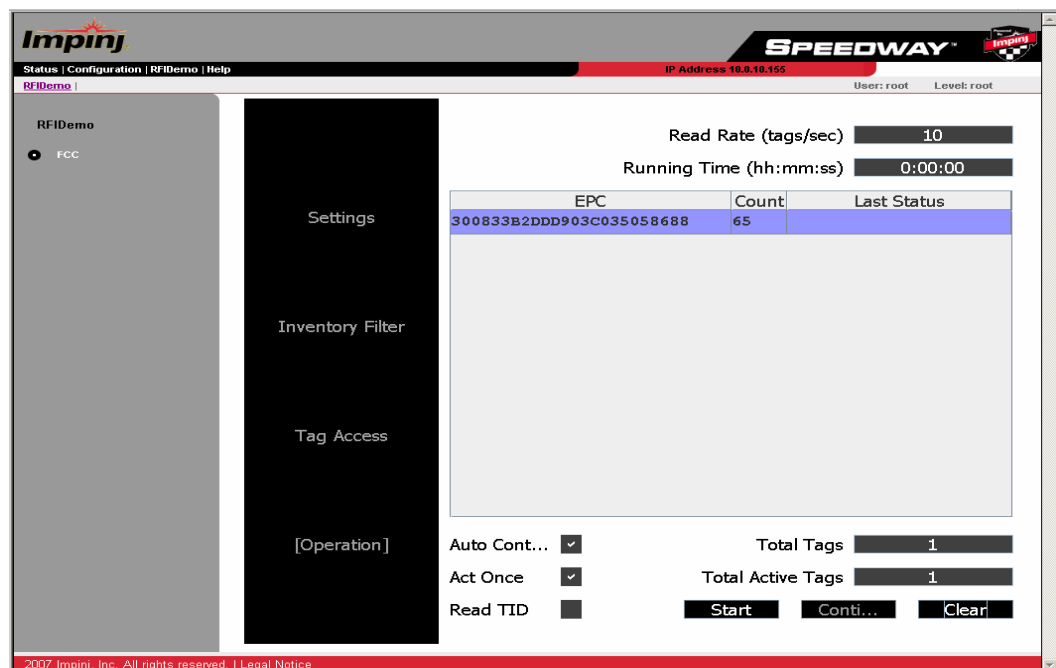 Impinj
SPEEDWAY™
Impinj
Status | Configuration | RFIDemo | Help
IP Address 10.0.10.155
RFIDemo |
User: root Level: root
RFIDemo
FCC
Settings
Inventory Filter
Tag Access
[Operation]
Read Rate (tags/sec) 10
Running Time (hh:mm:ss) 0:00:00
EPC Count Last Status
300833B2DDD903C035058688 65
Auto Cont... Total Tags 1
Act Once Total Active Tags 1
Read TID Start Conti... Clear
2007 Impinj, Inc. All rights reserved. | Legal Notice